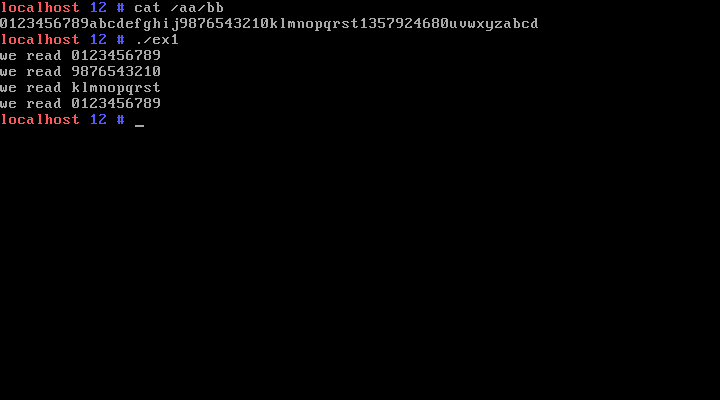 localhost 12 # cat /aa/bb
0123456789abcdefghij9876543210klmnopqrst1357924680uvwxyzabcd
localhost 12 # ./ex1
we read 0123456789
we read 9876543210
we read klmnopqrst
we read 0123456789
localhost 12 # _